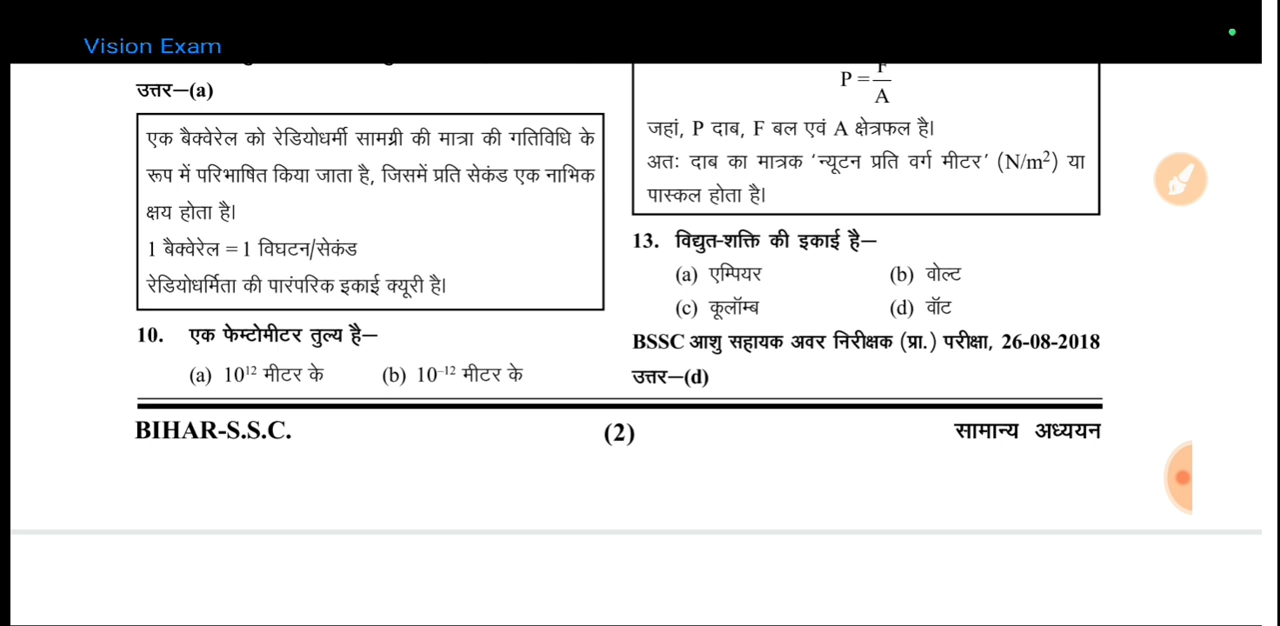 Vision Exam
उत्तर–(a)
एक बैक्वेरेल को रेडियोधर्मी सामग्री की मात्रा की गतिविधि के
रूप में परिभाषित किया जाता है, जिसमें प्रति सेकंड एक नाभिक
क्षय होता है।
1 बैक्वेरेल = 1 विघटन/सेकंड
रेडियोधर्मिता की पारंपरिक इकाई क्यूरी है।
10. एक फेम्टोमीटर तुल्य है–
(a) 10¹² मीटर के (b) 10⁻¹² मीटर के
P = F/A
जहां, P दाब, F बल एवं A क्षेत्रफल है।
अतः दाब का मात्रक ‘न्यूटन प्रति वर्ग मीटर’ (N/m²) या
पास्कल होता है।
13. विद्युत-शक्ति की इकाई है–
(a) एम्पियर (b) वोल्ट
(c) कूलॉम्ब (d) वॉट
BSSC आशु सहायक अवर निरीक्षक (प्रा.) परीक्षा, 26-08-2018
उत्तर–(d)
BIHAR-S.S.C. (2) सामान्य अध्ययन